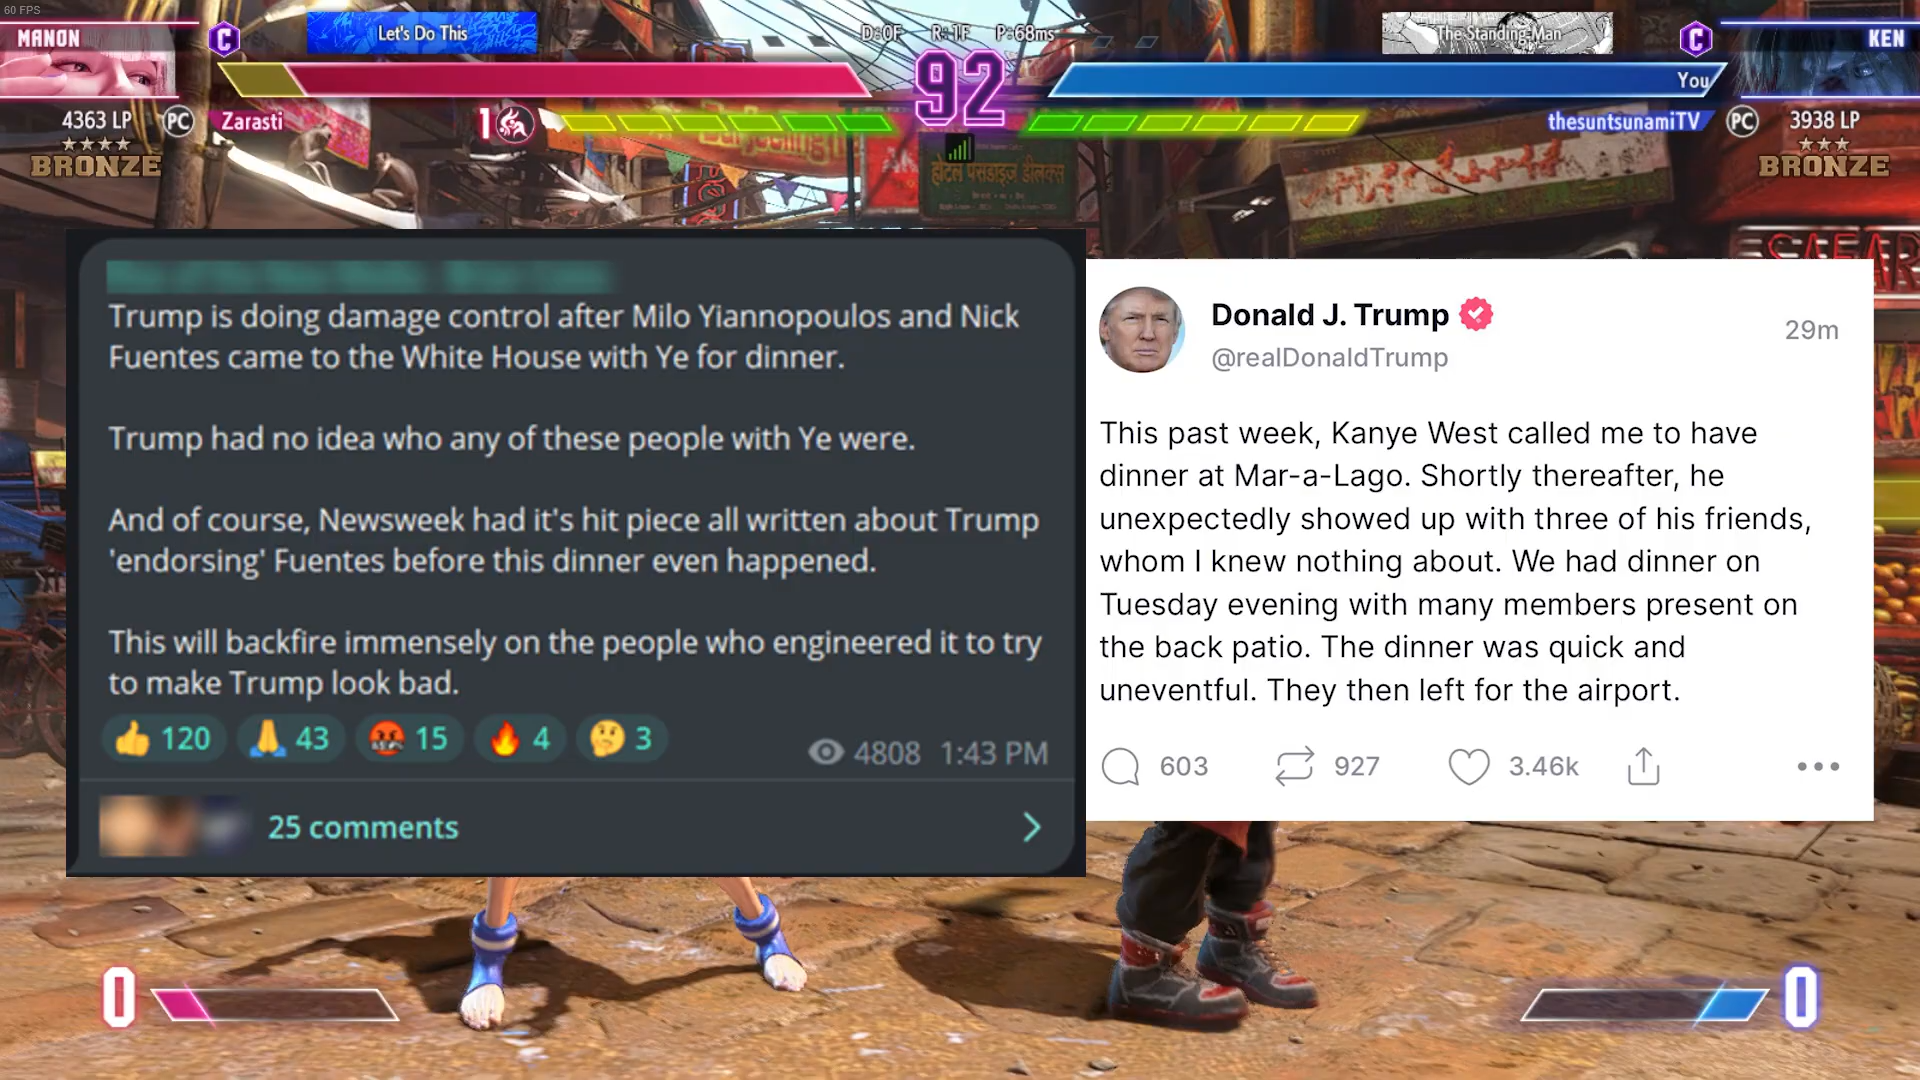 60 FPS
MANON
C
Let's Do This
D:0F R:1F P:68ms
The Standing Man
C
KEN
92
You
4363 LP
PC
Zarasti
1
thesuntsunamiTV
PC
3938 LP
BRONZE
BRONZE
Trump is doing damage control after Milo Yiannopoulos and Nick
Fuentes came to the White House with Ye for dinner.
Trump had no idea who any of these people with Ye were.
And of course, Newsweek had it's hit piece all written about Trump
'endorsing' Fuentes before this dinner even happened.
This will backfire immensely on the people who engineered it to try
to make Trump look bad.
120 43 15 4 3
4808 1:43 PM
25 comments
Donald J. Trump
@realDonaldTrump
29m
This past week, Kanye West called me to have
dinner at Mar-a-Lago. Shortly thereafter, he
unexpectedly showed up with three of his friends,
whom I knew nothing about. We had dinner on
Tuesday evening with many members present on
the back patio. The dinner was quick and
uneventful. They then left for the airport.
603 927 3.46k
0
0